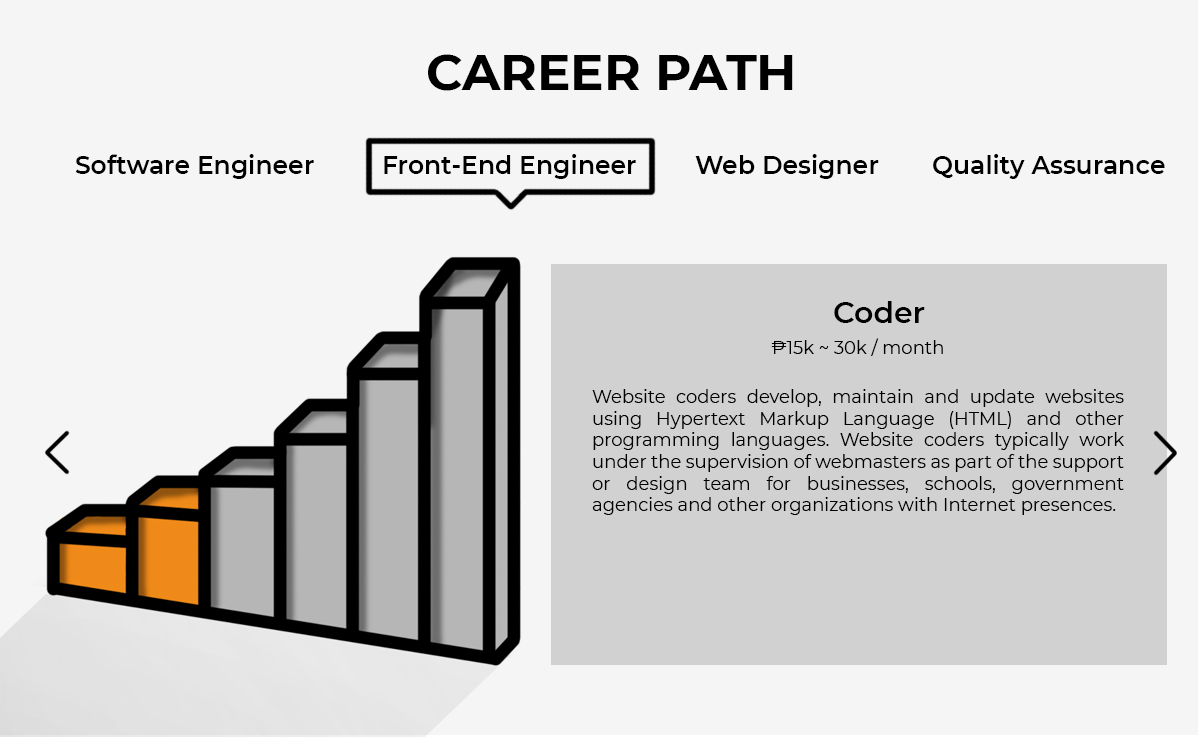 CAREER PATH
Software Engineer
Front-End Engineer
Web Designer
Quality Assurance
Coder
₱15k ~ 30k / month
Website coders develop, maintain and update websites
using Hypertext Markup Language (HTML) and other
programming languages. Website coders typically work
under the supervision of webmasters as part of the support
or design team for businesses, schools, government
agencies and other organizations with Internet presences.